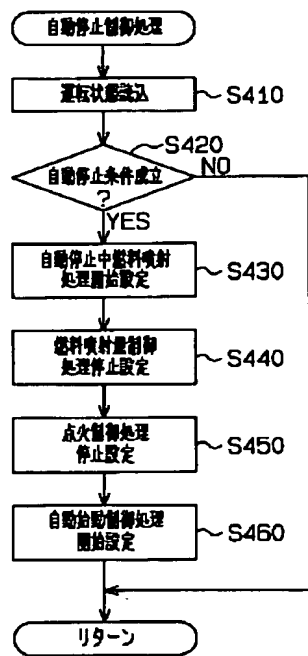 自動停止制御処理
運転状態読込
S410
S420
自動停止条件成立
?
NO
YES
自動停止中燃料噴射
処理開始設定
S430
燃料噴射量制御
処理停止設定
S440
点火制御処理
停止設定
S450
自動始動制御処理
開始設定
S460
リターン